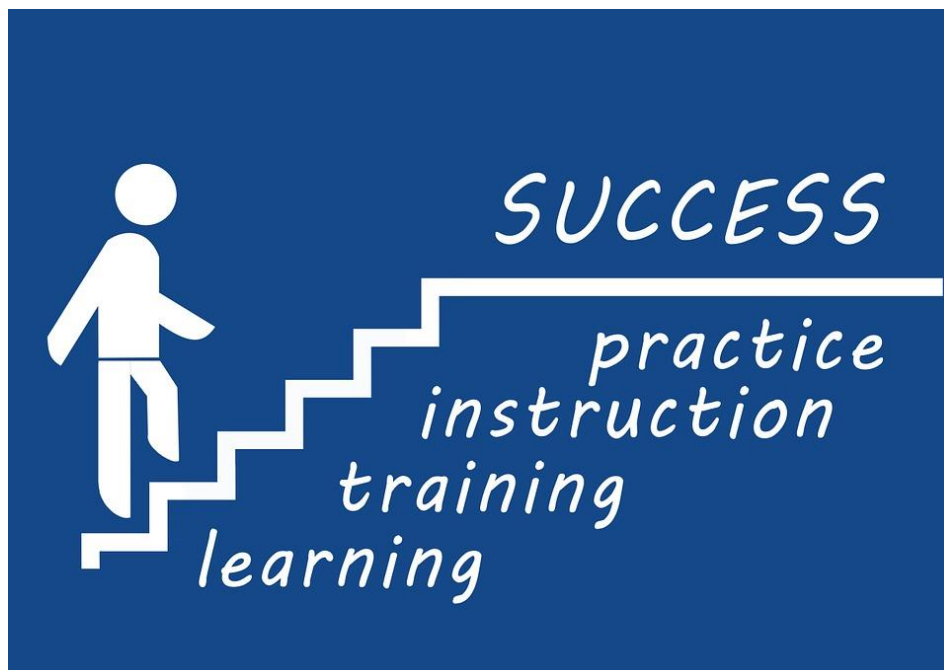 SUCCESS
practice
instruction
training
learning